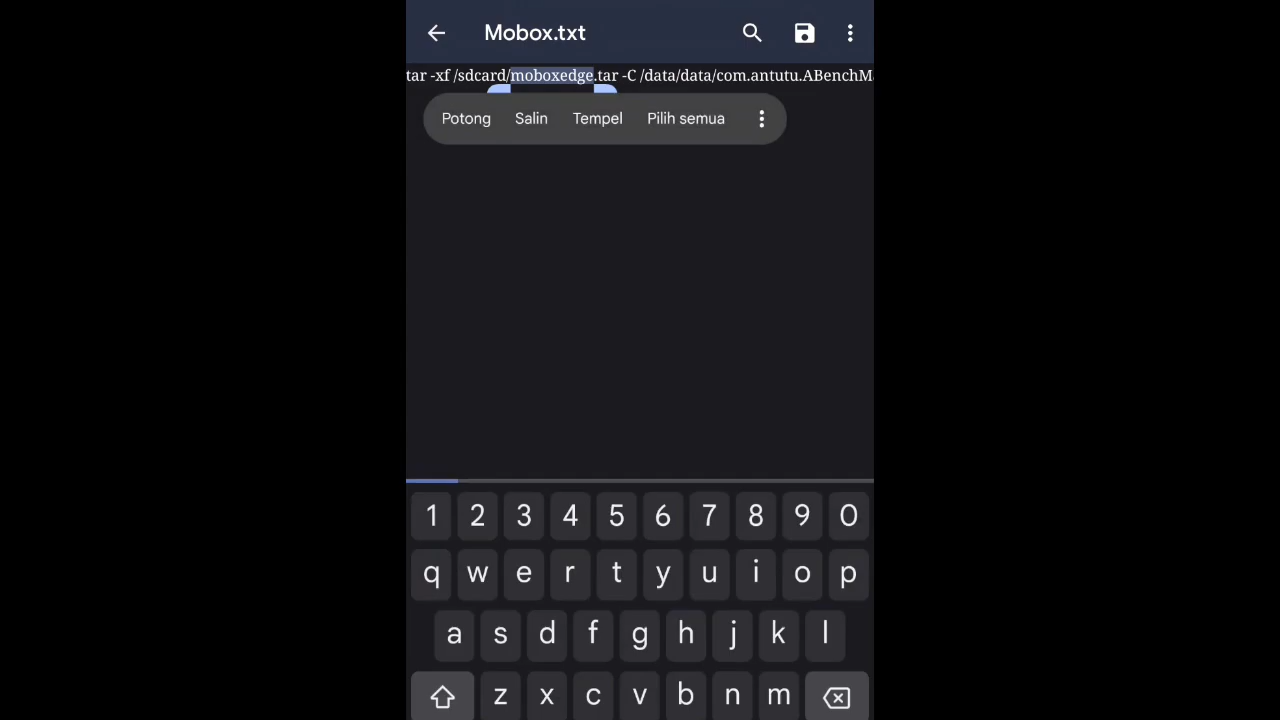 Mobox.txt
tar -xf /sdcard/moboxedge.tar -C /data/data/com.antutu.ABenchM
Potong Salin Tempel Pilih semua
1 2 3 4 5 6 7 8 9 0
q w e r t y u i o p
a s d f g h j k l
z x c v b n m